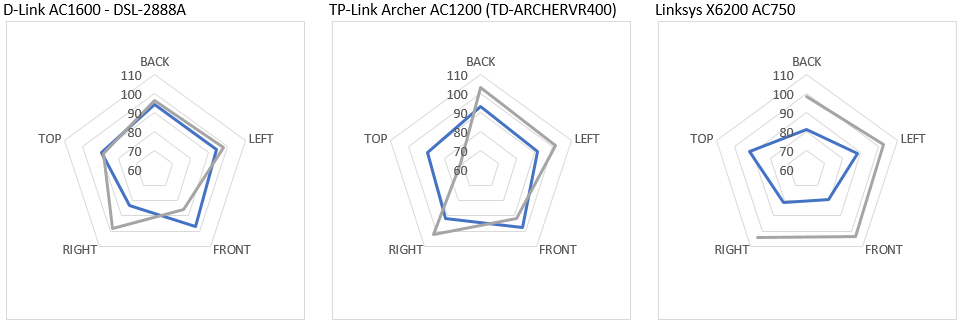 D-Link AC1600 - DSL-2888A
BACK
110
100
90
80
70
60
TOP
LEFT
RIGHT
FRONT
TP-Link Archer AC1200 (TD-ARCHERVR400)
BACK
110
100
90
80
70
60
TOP
LEFT
RIGHT
FRONT
Linksys X6200 AC750
BACK
110
100
90
80
70
60
TOP
LEFT
RIGHT
FRONT